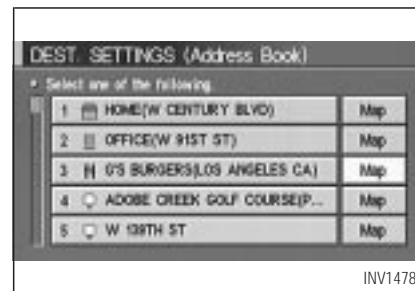 DEST. SETTINGS (Address Book)
Select one of the following.
1 HOME(W CENTURY BLVD) Map
2 OFFICE(W 91ST ST) Map
3 G'S BURGERS(LOS ANGELES CA) Map
4 ADOBE CREEK GOLF COURSE(P... Map
5 W 139TH ST Map
INV1478